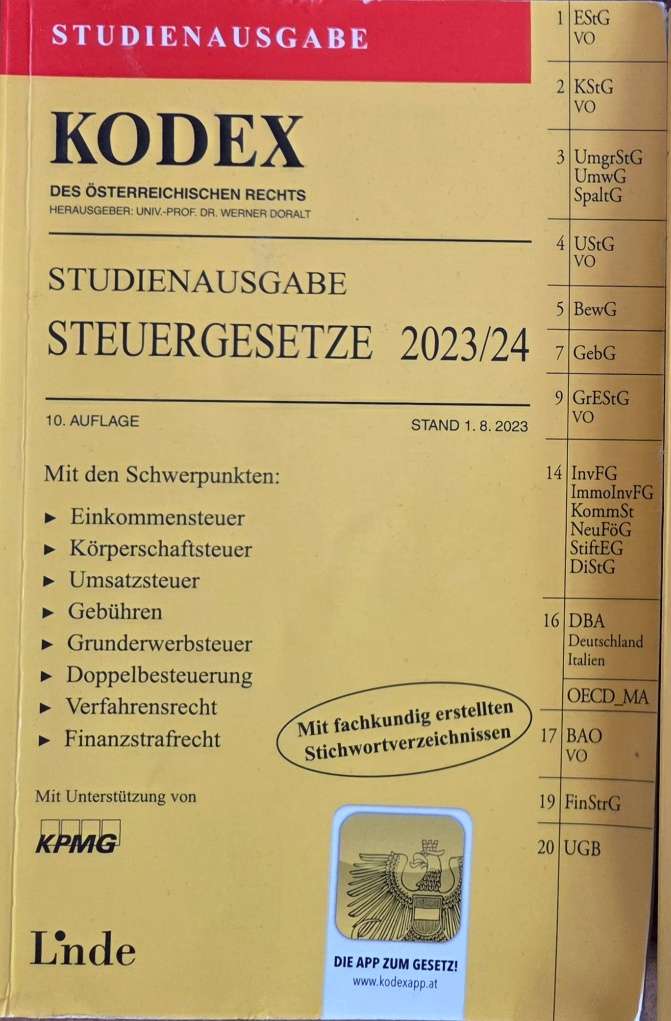 STUDIENAUSGABE
KODEX
DES ÖSTERREICHISCHEN RECHTS
HERAUSGEBER: UNIV.-PROF. DR. WERNER DORALT
STUDIENAUSGABE
STEUERGESETZE 2023/24
10. AUFLAGE
STAND 1. 8. 2023
Mit den Schwerpunkten:
► Einkommensteuer
► Körperschaftsteuer
► Umsatzsteuer
► Gebühren
► Grunderwerbsteuer
► Doppelbesteuerung
► Verfahrensrecht
► Finanzstrafrecht
Mit fachkundig erstellten
Stichwortverzeichnissen
Mit Unterstützung von
KPMG
Linde
DIE APP ZUM GESETZ!
www.kodexapp.at
1 EStG
VO
2 KStG
VO
3 UmgrStG
UmwG
SpaltG
4 UStG
VO
5 BewG
7 GebG
9 GrEStG
VO
14 InvFG
ImmoInvFG
KommSt
NeuFöG
StiftEG
DiStG
16 DBA
Deutschland
Italien
OECD_MA
17 BAO
VO
19 FinStrG
20 UGB